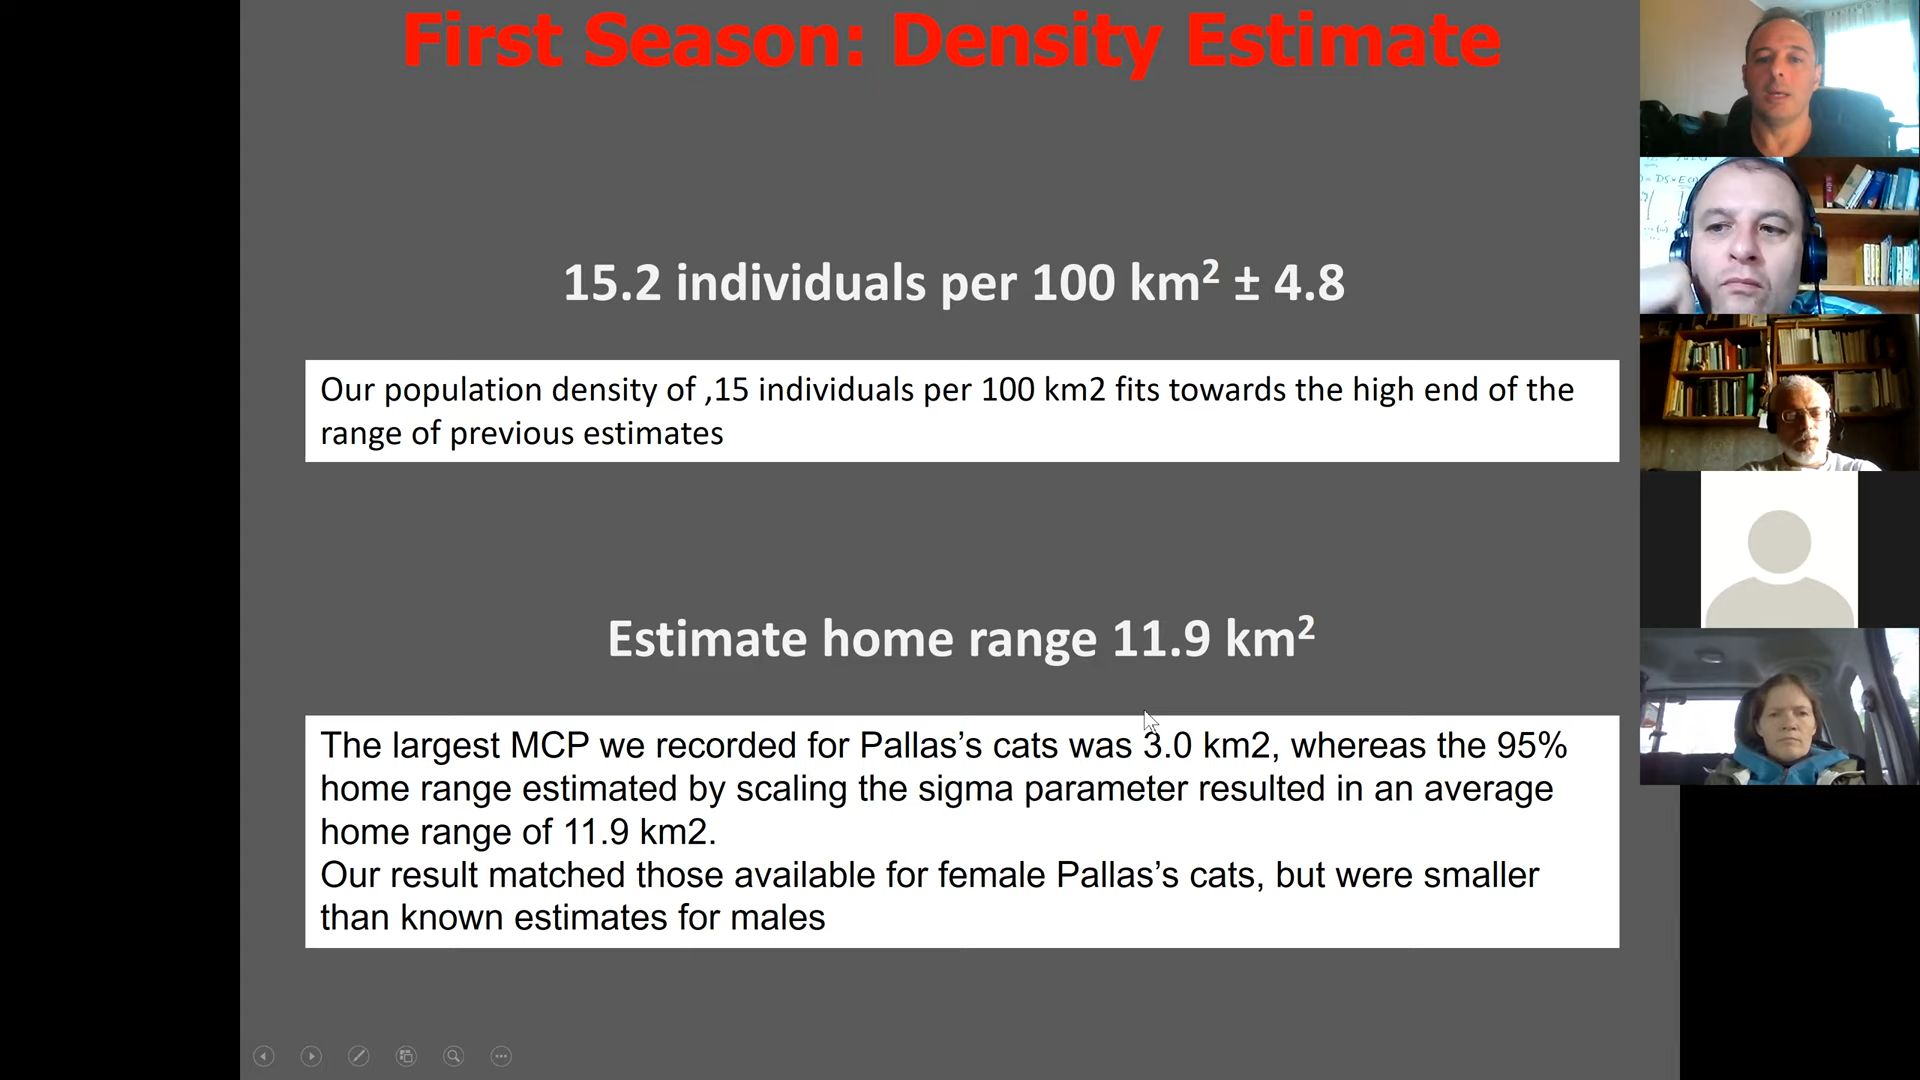 First Season: Density Estimate
15.2 individuals per 100 km² ± 4.8
Our population density of ,15 individuals per 100 km2 fits towards the high end of the
range of previous estimates
Estimate home range 11.9 km²
The largest MCP we recorded for Pallas’s cats was 3.0 km2, whereas the 95%
home range estimated by scaling the sigma parameter resulted in an average
home range of 11.9 km2.
Our result matched those available for female Pallas’s cats, but were smaller
than known estimates for males